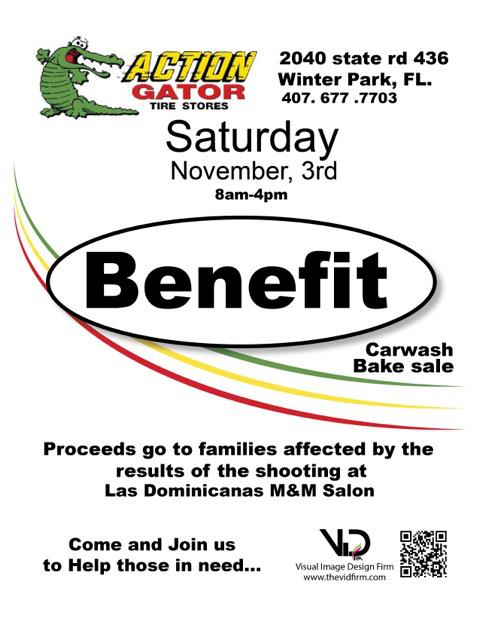 ACTION
GATOR
TIRE STORES
2040 state rd 436
Winter Park, FL.
407. 677 .7703
Saturday
November, 3rd
8am-4pm
Benefit
Carwash
Bake sale
Proceeds go to families affected by the
results of the shooting at
Las Dominicanas M&M Salon
Come and Join us
to Help those in need...
VID
FIRM
Visual Image Design Firm
www.thevidfirm.com